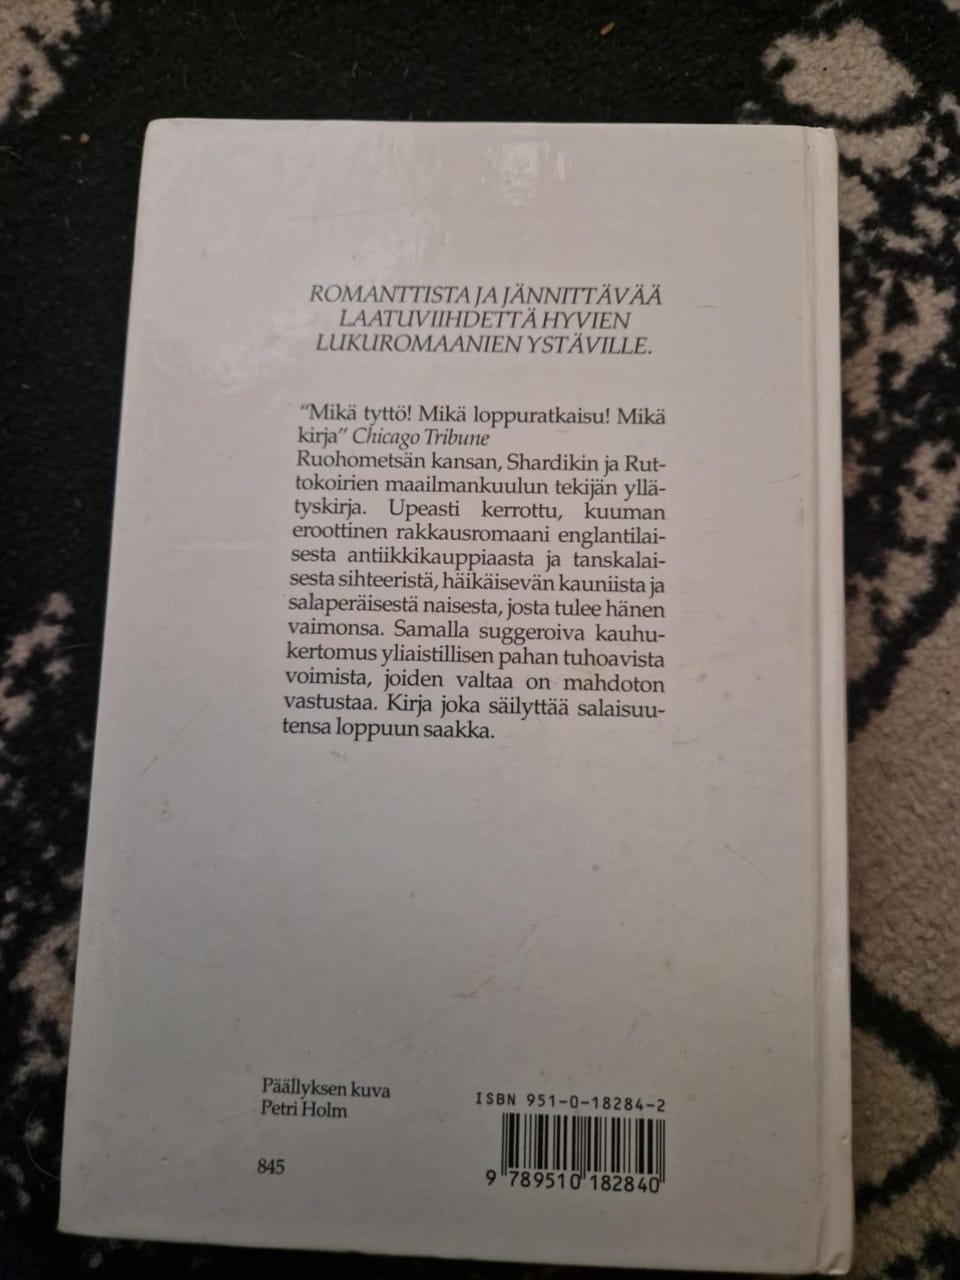 ROMANTTISTA JA JÄNNITTÄVÄÄ
LAATUVIIHDETTÄ HYVIEN
LUKUROMAANIEN YSTÄVILLE.
"Mikä tyttö! Mikä loppuratkaisu! Mikä
kirja" Chicago Tribune
Ruohometsän kansan, Shardikin ja Rut-
tokoirien maailmankuulun tekijän yllä-
tyskirja. Upeasti kerrottu, kuuman
eroottinen rakkausromaani englantilai-
sesta antiikkikauppiaasta ja tanskalai-
sesta sihteeristä, häikäisevän kauniista ja
salaperäisestä naisesta, josta tulee hänen
vaimonsa. Samalla suggeroiva kauhu-
kertomus yliaistillisen pahan tuhoavista
voimista, joiden valtaa on mahdoton
vastustaa. Kirja joka säilyttää salaisuu-
tensa loppuun saakka.
Päällyksen kuva
Petri Holm
845
ISBN 951-0-18284-2
9 789510 182840